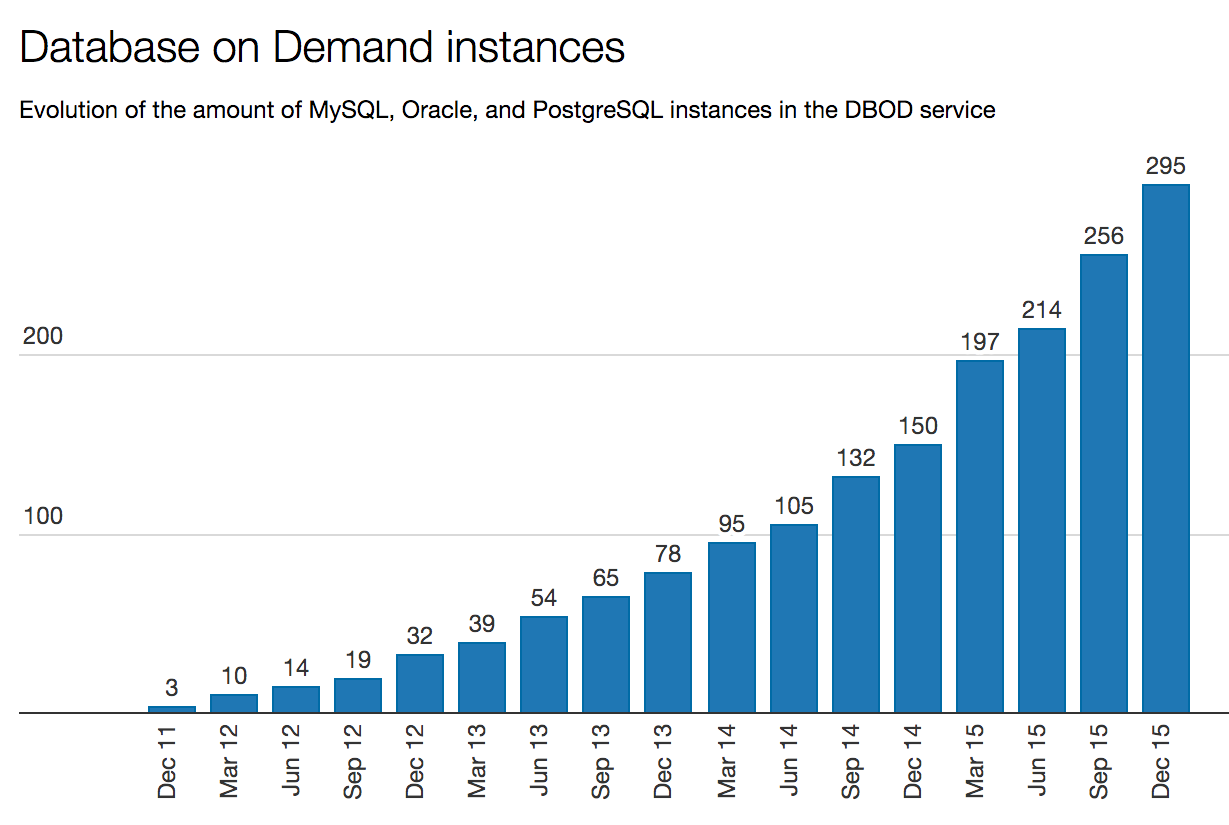 Database on Demand instances
Evolution of the amount of MySQL, Oracle, and PostgreSQL instances in the DBOD service
295
256
214
200
197
150
132
100
105
95
78
65
54
39
32
19
14
10
3
Dec 11
Mar 12
Jun 12
Sep 12
Dec 12
Mar 13
Jun 13
Sep 13
Dec 13
Mar 14
Jun 14
Sep 14
Dec 14
Mar 15
Jun 15
Sep 15
Dec 15